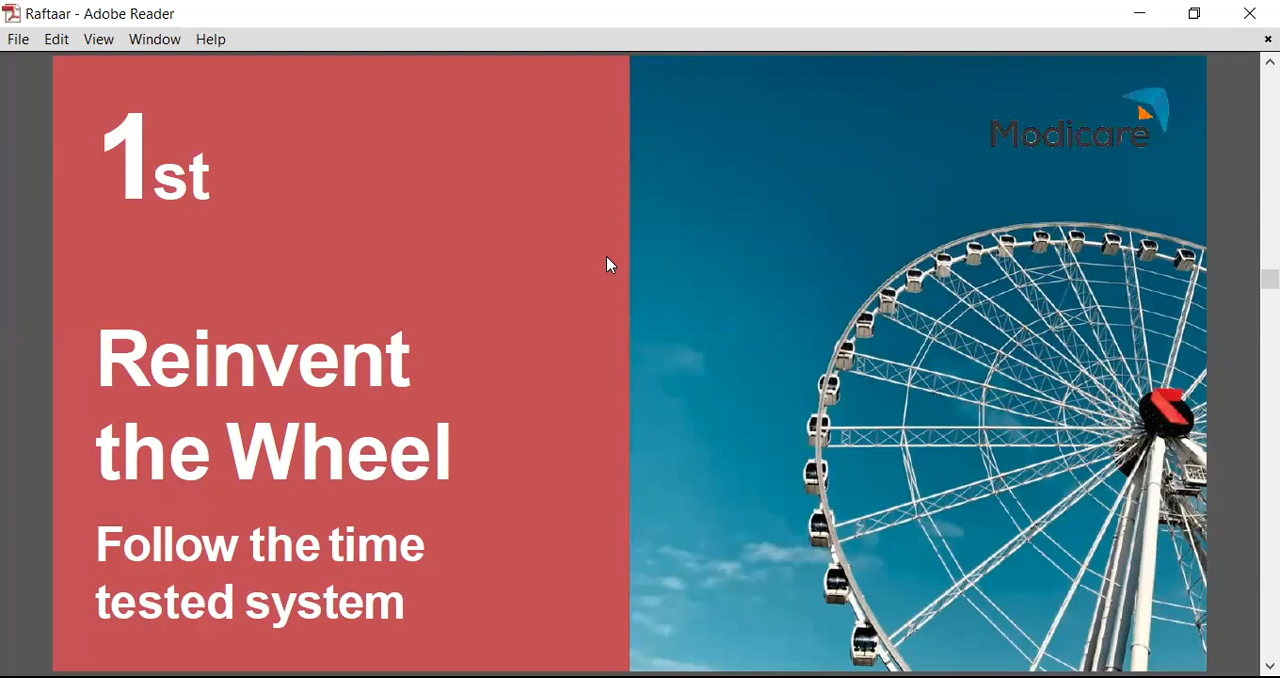 Raftaar - Adobe Reader
File Edit View Window Help
1st
Modicare
Reinvent
the Wheel
Follow the time
tested system